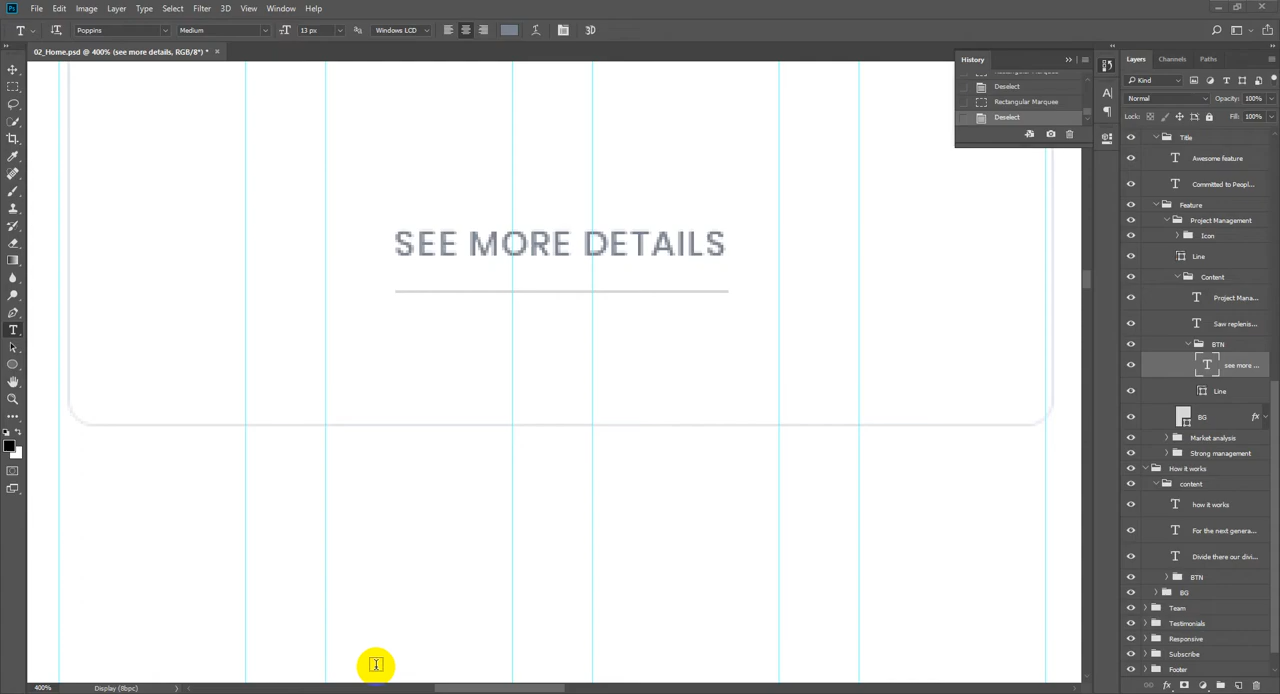 Ps File Edit Image Layer Type Select Filter 3D View Window Help
Poppins Medium 13 px Windows LCD 3D
02_Home.psd @ 400% (see more details, RGB/8*) *
History
Deselect
Rectangular Marquee
Deselect
SEE MORE DETAILS
Layers Channels Paths
Kind
Normal Opacity: 100%
Lock: Fill: 100%
Title
Awesome feature
Committed to Peopl...
Feature
Project Management
Icon
Line
Content
Project Mana...
Saw replenis...
BTN
see more ...
Line
BG fx
Market analysis
Strong management
How it works
content
how it works
For the next genera...
Divide there our divi...
BTN
BG
Team
Testimonials
Responsive
Subscribe
Footer
400% Display (8bpc)